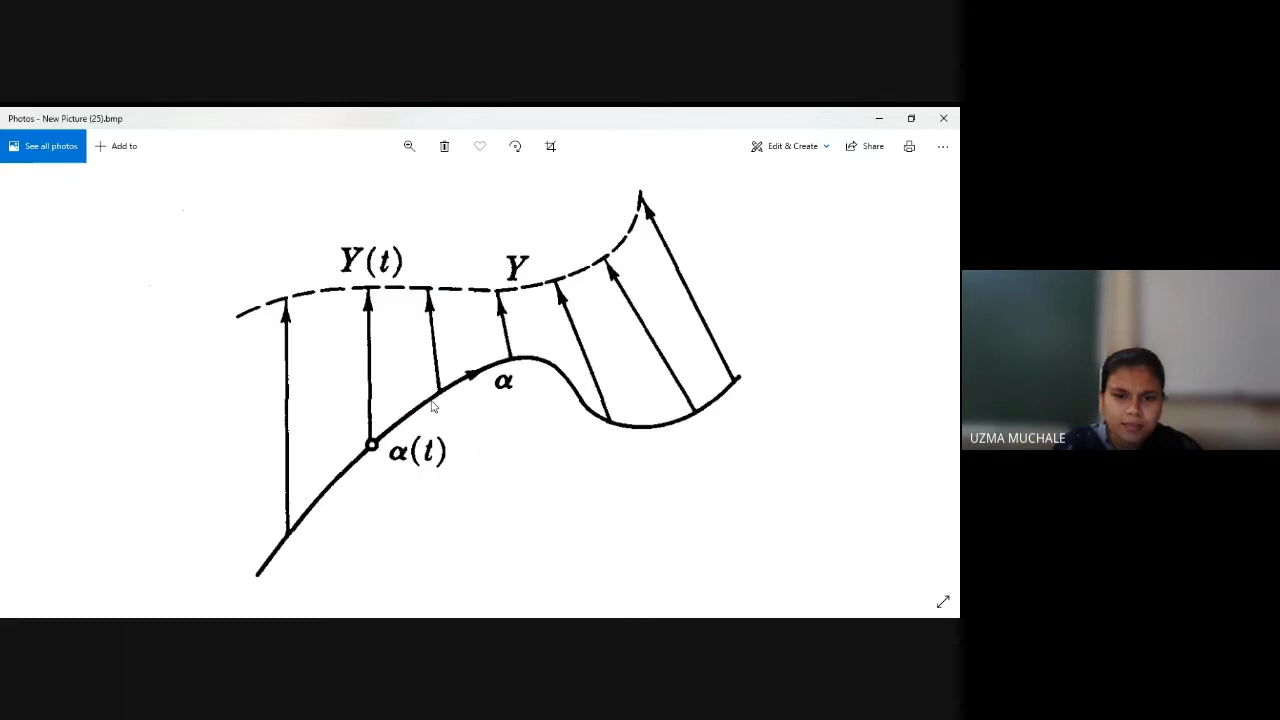 Photos - New Picture (25).bmp
See all photos
Add to
Edit & Create
Share
Y(t)
Y
α
α(t)
UZMA MUCHALE